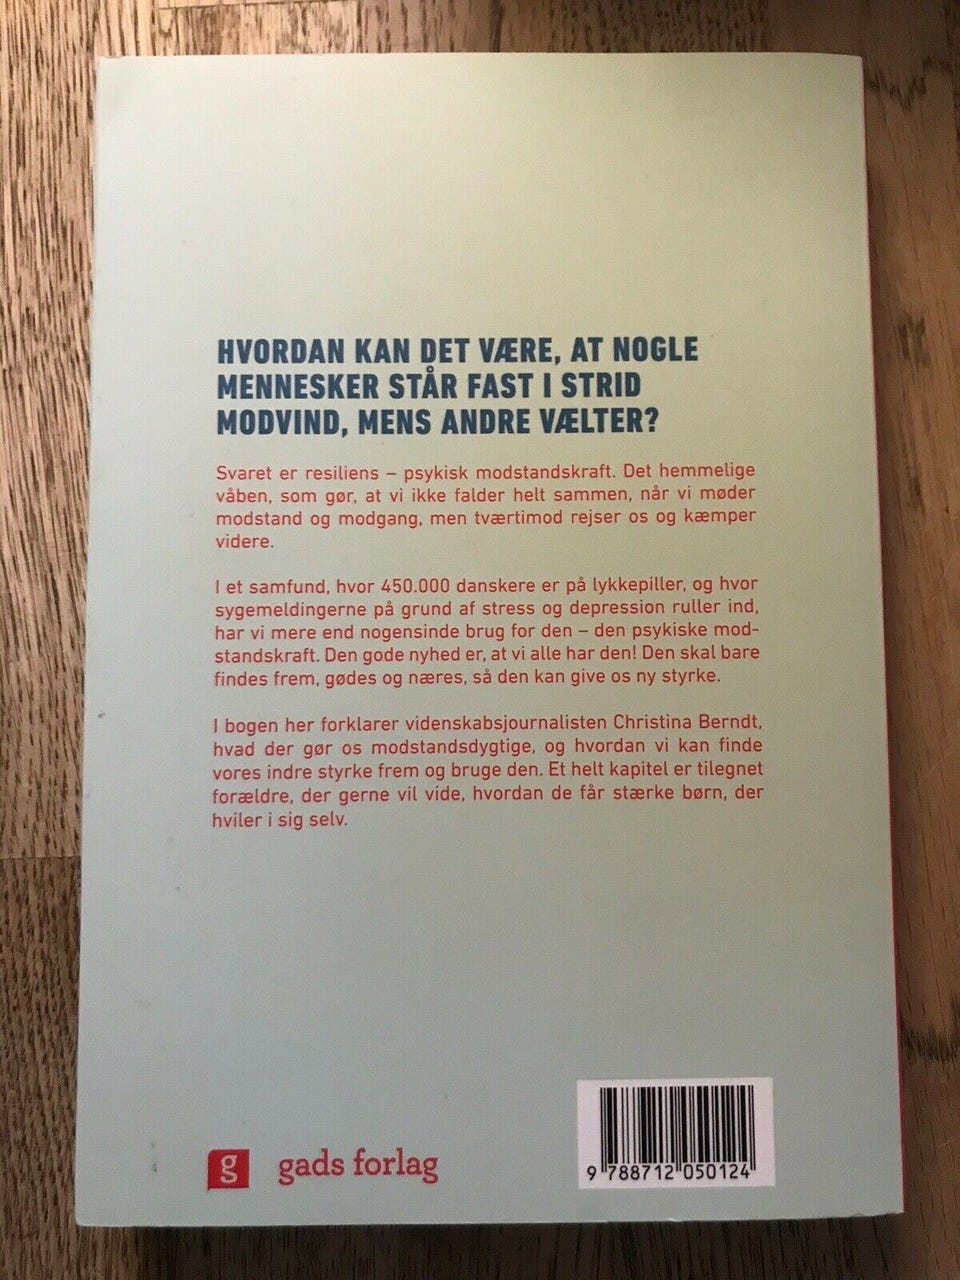 HVORDAN KAN DET VÆRE, AT NOGLE
MENNESKER STÅR FAST I STRID
MODVIND, MENS ANDRE VÆLTER?
Svaret er resiliens – psykisk modstandskraft. Det hemmelige
våben, som gør, at vi ikke falder helt sammen, når vi møder
modstand og modgang, men tværtimod rejser os og kæmper
videre.
I et samfund, hvor 450.000 danskere er på lykkepiller, og hvor
sygemeldingerne på grund af stress og depression ruller ind,
har vi mere end nogensinde brug for den – den psykiske mod-
standskraft. Den gode nyhed er, at vi alle har den! Den skal bare
findes frem, gødes og næres, så den kan give os ny styrke.
I bogen her forklarer videnskabsjournalisten Christina Berndt,
hvad der gør os modstandsdygtige, og hvordan vi kan finde
vores indre styrke frem og bruge den. Et helt kapitel er tilegnet
forældre, der gerne vil vide, hvordan de får stærke børn, der
hviler i sig selv.
g gads forlag
9 788712 050124